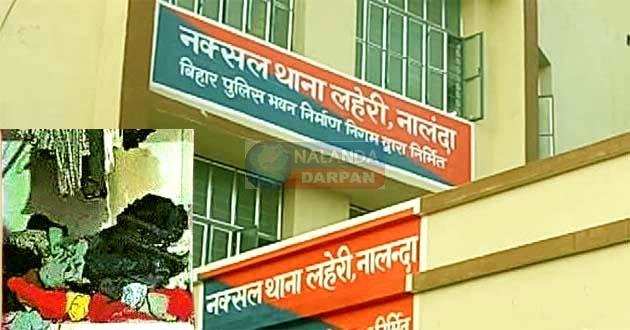 नक्सल थाना लहेरी, नालंदा
बिहार पुलिस भवन निर्माण निगम द्वारा निर्मित
NALANDA
DARPAN
नक्सल थाना लहेरी, नालन्दा
निर्मित